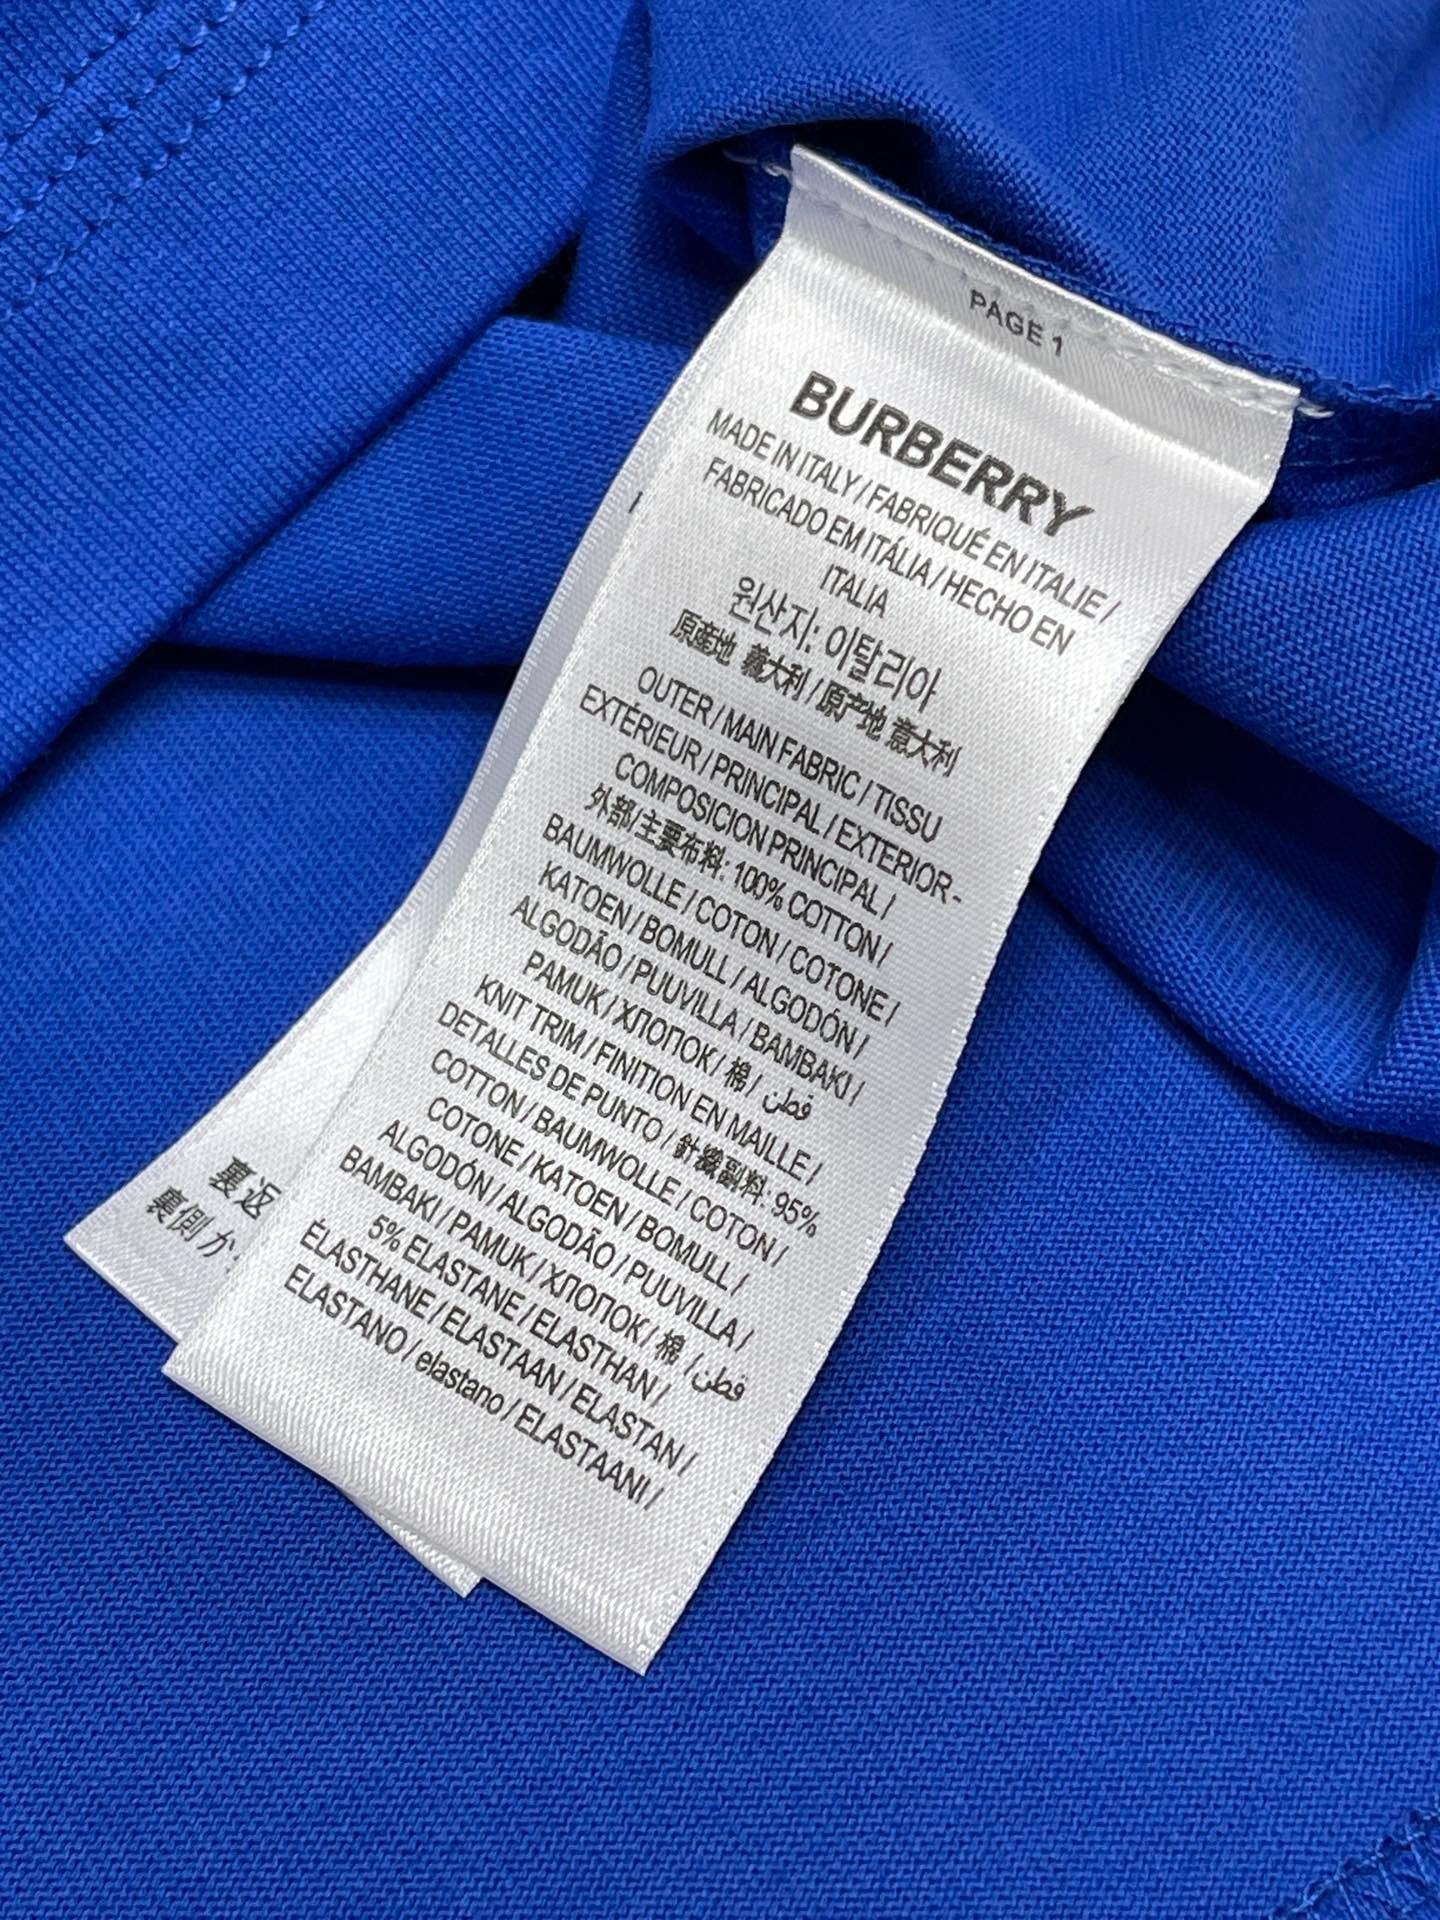 PAGE 1
BURBERRY
MADE IN ITALY / FABRIQUÉ EN ITALIE /
FABRICADO EM ITÁLIA / HECHO EN
ITALIA
원산지: 이탈리아
原產地 義大利 / 原产地 意大利
OUTER / MAIN FABRIC / TISSU
EXTÉRIEUR / PRINCIPAL / EXTERIOR-
COMPOSICION PRINCIPAL /
外部/主要布料: 100% COTTON /
BAUMWOLLE / COTON / COTONE /
KATOEN / BOMULL / ALGODÓN /
ALGODÃO / PUUVILLA / BAMBAKI /
PAMUK / ХЛОПОК / 棉 / قطن
KNIT TRIM / FINITION EN MAILLE /
DETALLES DE PUNTO / 針織副料: 95%
COTTON / BAUMWOLLE / COTON /
COTONE / KATOEN / BOMULL /
ALGODÓN / ALGODÃO / PUUVILLA /
BAMBAKI / PAMUK / ХЛОПОК / 棉 / قطن
5% ELASTANE / ELASTHAN /
ÉLASTHANE / ELASTAAN / ELASTAN /
ELASTANO / elastano / ELASTAANI /
裏返
裏側か